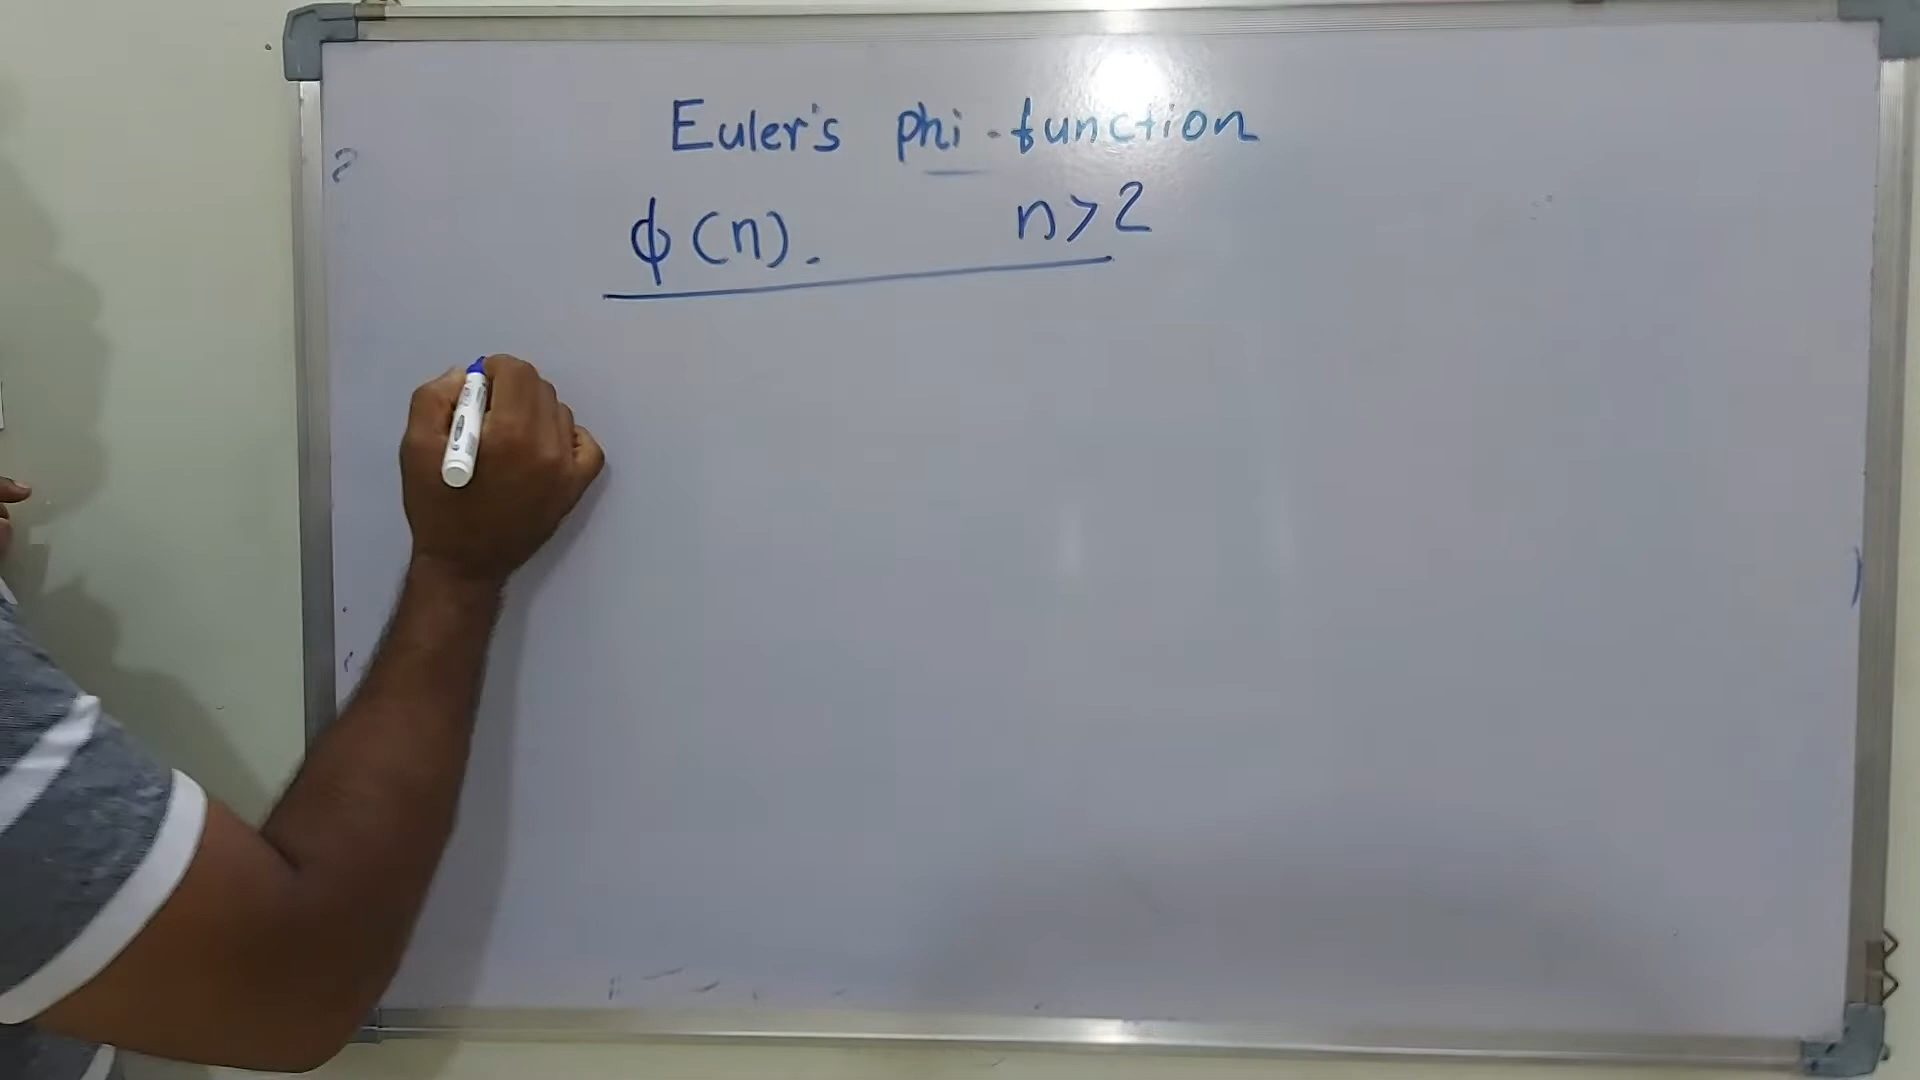 Euler's phi-function
ϕ(n). n>2